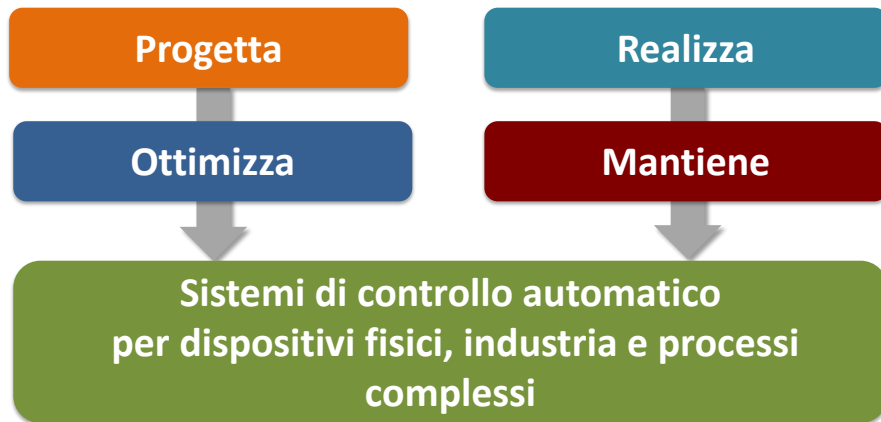 Progetta
Realizza
Ottimizza
Mantiene
Sistemi di controllo automatico
per dispositivi fisici, industria e processi
complessi